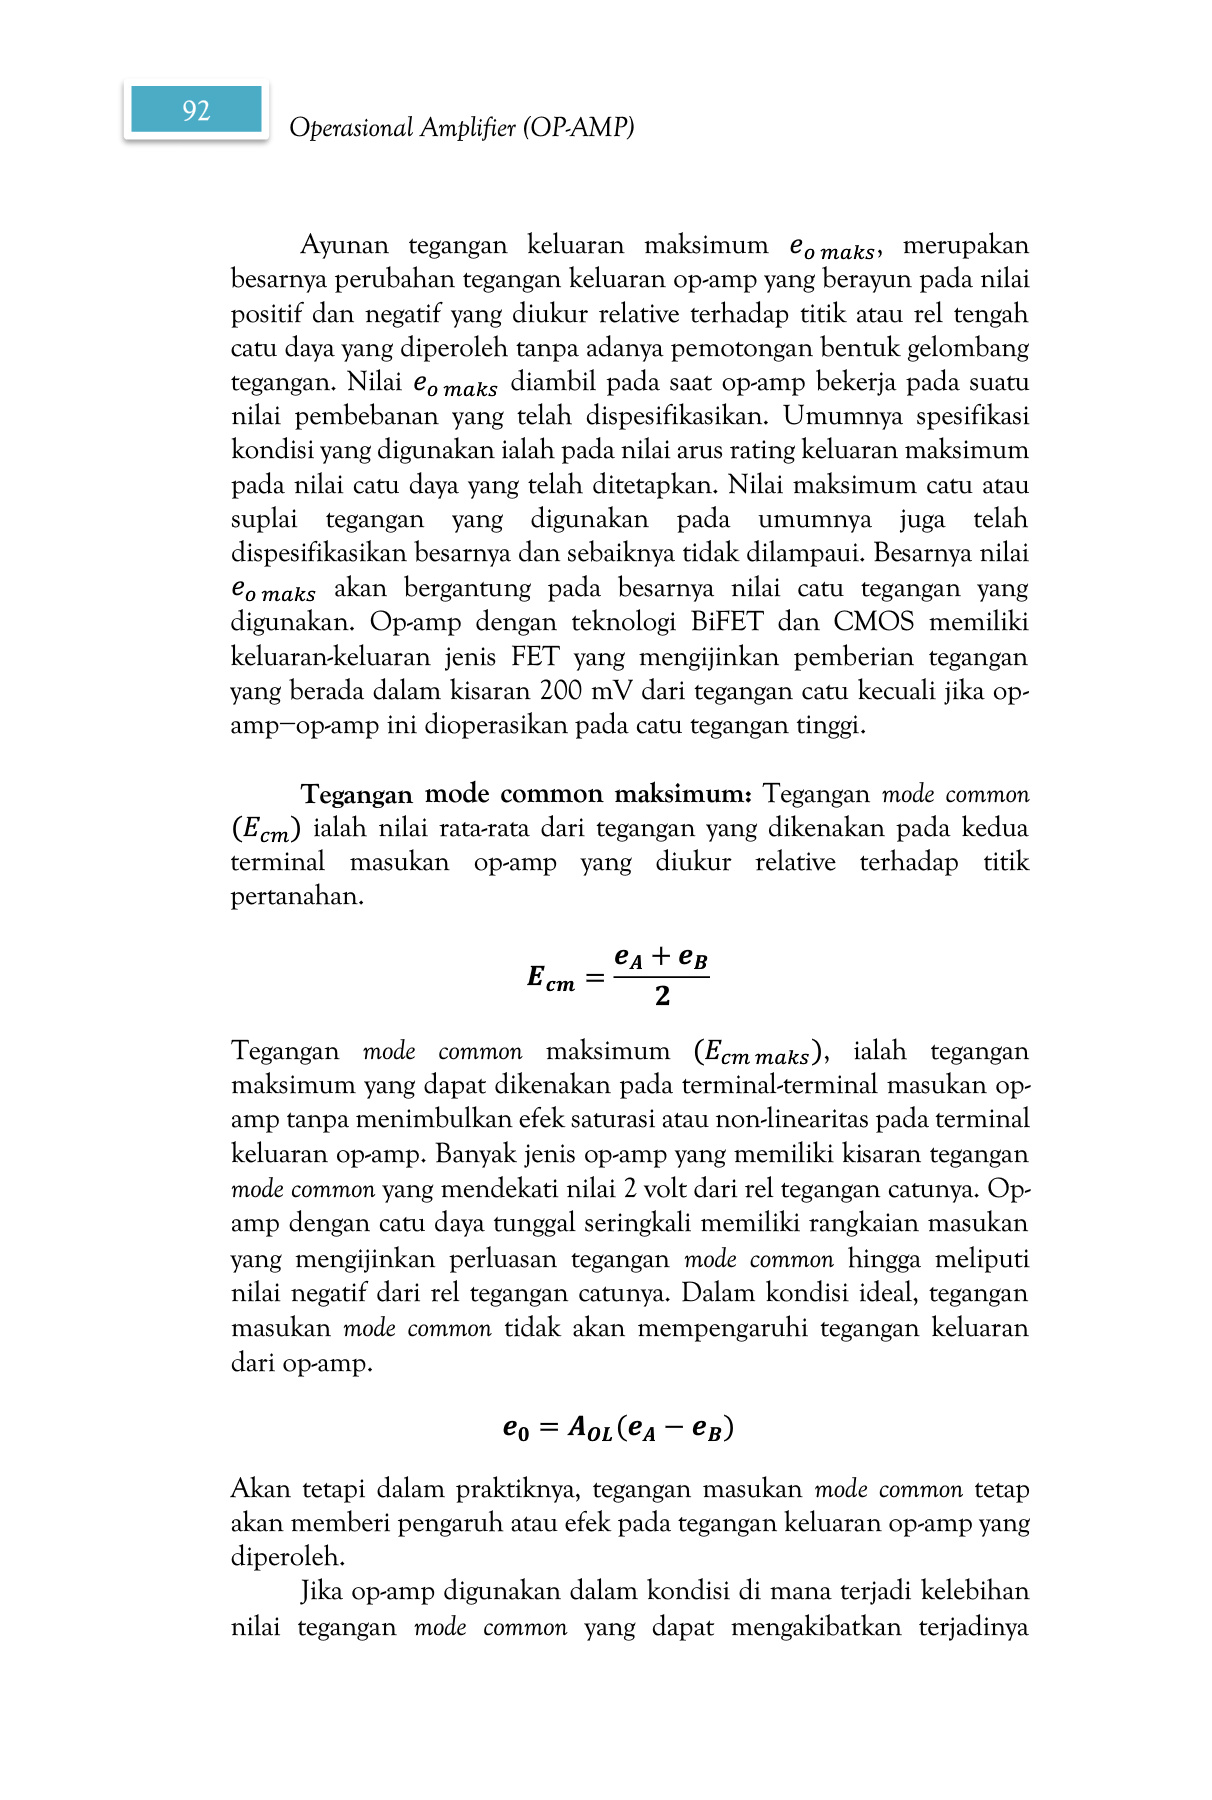 92
Operasional Amplifier (OP-AMP)
Ayunan tegangan keluaran maksimum e_{o maks}, merupakan
besarnya perubahan tegangan keluaran op-amp yang berayun pada nilai
positif dan negatif yang diukur relative terhadap titik atau rel tengah
catu daya yang diperoleh tanpa adanya pemotongan bentuk gelombang
tegangan. Nilai e_{o maks} diambil pada saat op-amp bekerja pada suatu
nilai pembebanan yang telah dispesifikasikan. Umumnya spesifikasi
kondisi yang digunakan ialah pada nilai arus rating keluaran maksimum
pada nilai catu daya yang telah ditetapkan. Nilai maksimum catu atau
suplai tegangan yang digunakan pada umumnya juga telah
dispesifikasikan besarnya dan sebaiknya tidak dilampaui. Besarnya nilai
e_{o maks} akan bergantung pada besarnya nilai catu tegangan yang
digunakan. Op-amp dengan teknologi BiFET dan CMOS memiliki
keluaran-keluaran jenis FET yang mengijinkan pemberian tegangan
yang berada dalam kisaran 200 mV dari tegangan catu kecuali jika op-
amp–op-amp ini dioperasikan pada catu tegangan tinggi.
Tegangan mode common maksimum: Tegangan mode common
(E_{cm}) ialah nilai rata-rata dari tegangan yang dikenakan pada kedua
terminal masukan op-amp yang diukur relative terhadap titik
pertanahan.
E_{cm} = \frac{e_A + e_B}{2}
Tegangan mode common maksimum (E_{cm maks}), ialah tegangan
maksimum yang dapat dikenakan pada terminal-terminal masukan op-
amp tanpa menimbulkan efek saturasi atau non-linearitas pada terminal
keluaran op-amp. Banyak jenis op-amp yang memiliki kisaran tegangan
mode common yang mendekati nilai 2 volt dari rel tegangan catunya. Op-
amp dengan catu daya tunggal seringkali memiliki rangkaian masukan
yang mengijinkan perluasan tegangan mode common hingga meliputi
nilai negatif dari rel tegangan catunya. Dalam kondisi ideal, tegangan
masukan mode common tidak akan mempengaruhi tegangan keluaran
dari op-amp.
e_0 = A_{OL}(e_A − e_B)
Akan tetapi dalam praktiknya, tegangan masukan mode common tetap
akan memberi pengaruh atau efek pada tegangan keluaran op-amp yang
diperoleh.
Jika op-amp digunakan dalam kondisi di mana terjadi kelebihan
nilai tegangan mode common yang dapat mengakibatkan terjadinya